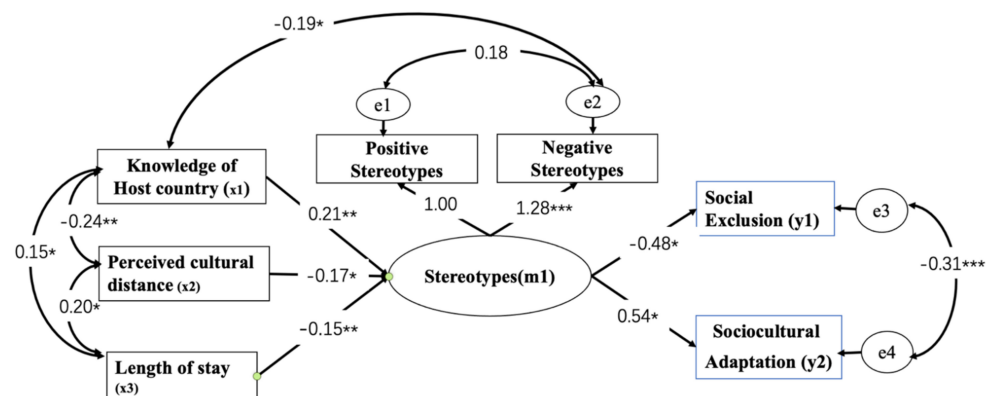 -0.19*
0.18
e1
e2
Positive
Stereotypes
Negative
Stereotypes
Knowledge of
Host country (x1)
1.00
1.28***
Social
Exclusion (y1)
e3
0.21**
-0.24**
-0.48*
0.15*
Perceived cultural
distance (x2)
-0.17*
Stereotypes(m1)
-0.31***
0.20*
-0.15**
0.54*
Sociocultural
Adaptation (y2)
e4
Length of stay
(x3)